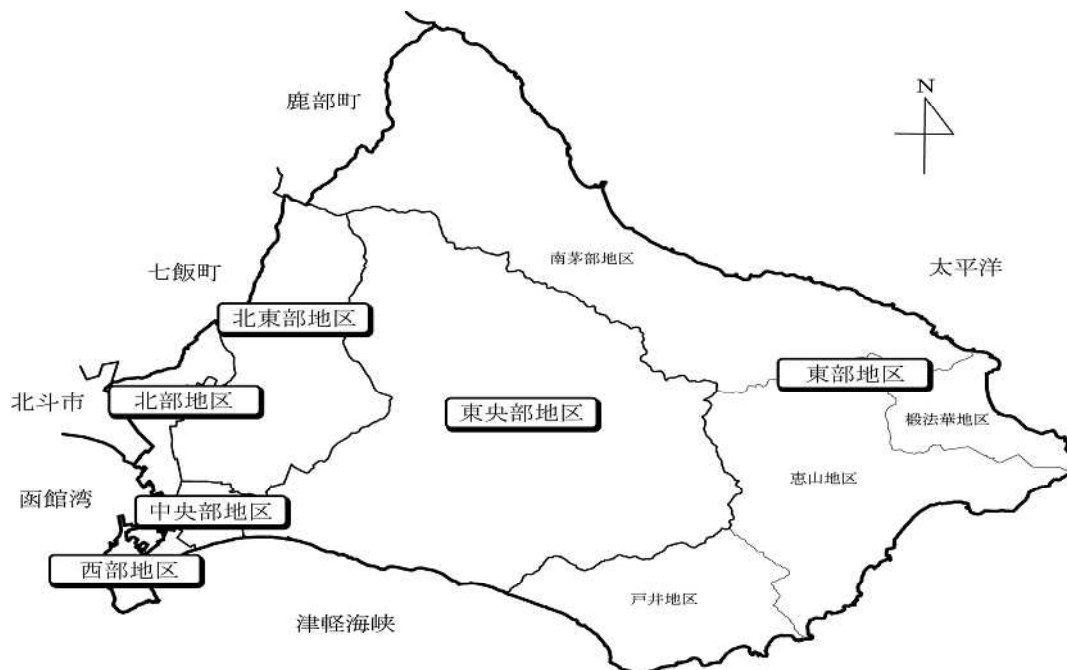 鹿部町
N
南茅部地区
太平洋
七飯町
北東部地区
東部地区
北斗市
北部地区
東央部地区
椴法華地区
恵山地区
函館湾
中央部地区
西部地区
戸井地区
津軽海峡